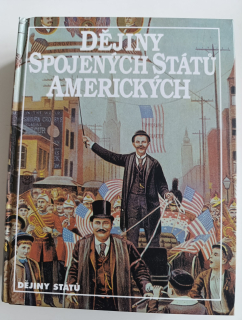 DĚJINY
SPOJENÝCH STÁTŮ
AMERICKÝCH
DĚJINY STÁTŮ